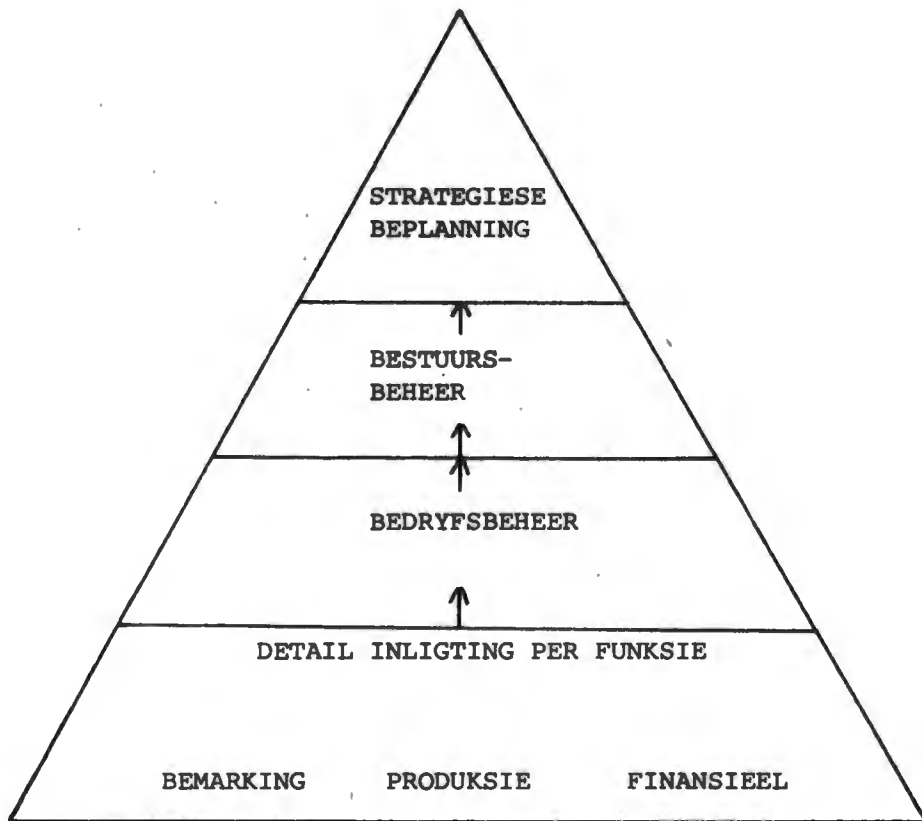 STRATEGIESE
BEPLANNING
BESTUURS-
BEHEER
BEDRYFSBEHEER
DETAIL INLIGTING PER FUNKSIE
BEMARKING PRODUKSIE FINANSIEEL